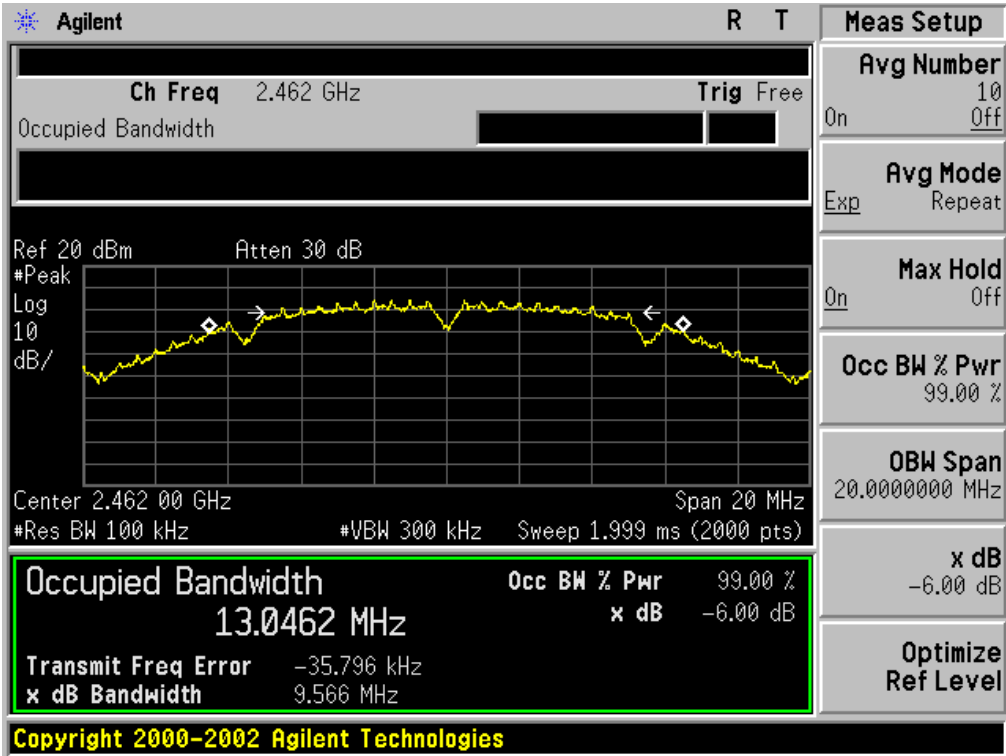 Agilent R T
Ch Freq 2.462 GHz Trig Free
Occupied Bandwidth
Ref 20 dBm Atten 30 dB
#Peak
Log
10
dB/
Center 2.462 00 GHz Span 20 MHz
#Res BW 100 kHz #VBW 300 kHz Sweep 1.999 ms (2000 pts)
Occupied Bandwidth Occ BW % Pwr 99.00 %
13.0462 MHz x dB -6.00 dB
Transmit Freq Error -35.796 kHz
x dB Bandwidth 9.566 MHz
Copyright 2000-2002 Agilent Technologies
Meas Setup
Avg Number
10
On Off
Avg Mode
Exp Repeat
Max Hold
On Off
Occ BW % Pwr
99.00 %
OBW Span
20.0000000 MHz
x dB
-6.00 dB
Optimize
Ref Level